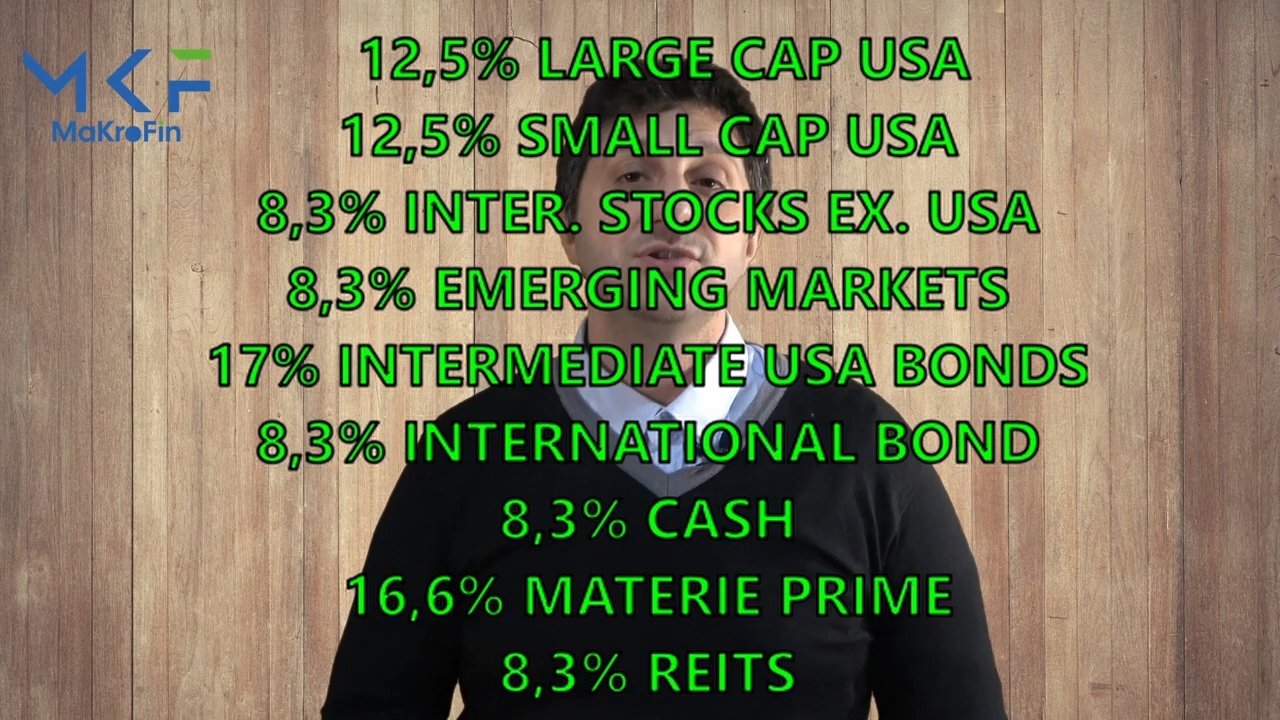 MKF
MaKroFin
12,5% LARGE CAP USA
12,5% SMALL CAP USA
8,3% INTER. STOCKS EX. USA
8,3% EMERGING MARKETS
17% INTERMEDIATE USA BONDS
8,3% INTERNATIONAL BOND
8,3% CASH
16,6% MATERIE PRIME
8,3% REITS